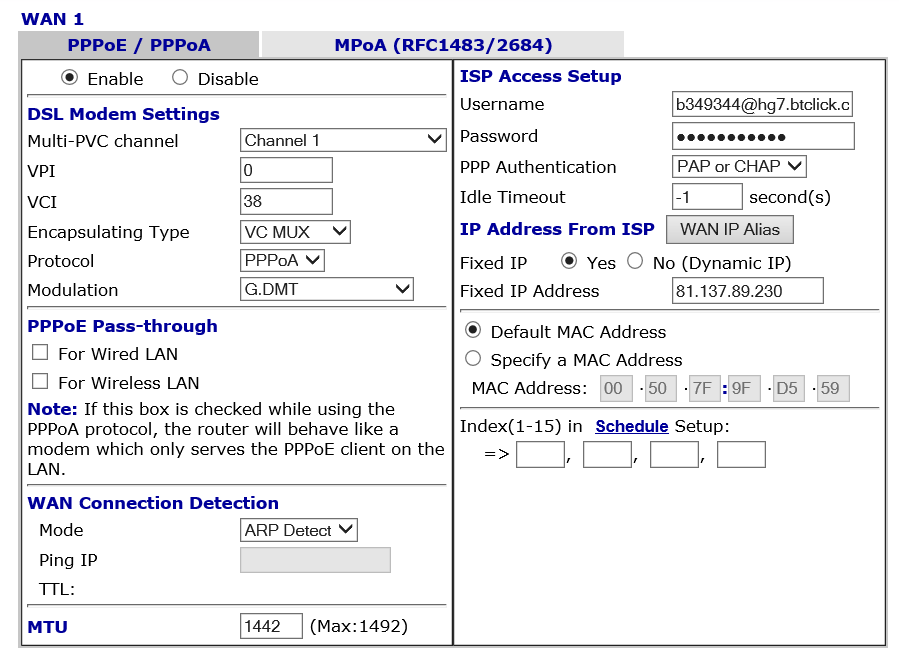 WAN 1
PPPoE / PPPoA
MPoA (RFC1483/2684)
Enable Disable
DSL Modem Settings
Multi-PVC channel Channel 1
VPI 0
VCI 38
Encapsulating Type VC MUX
Protocol PPPoA
Modulation G.DMT
PPPoE Pass-through
For Wired LAN
For Wireless LAN
Note: If this box is checked while using the
PPPoA protocol, the router will behave like a
modem which only serves the PPPoE client on the
LAN.
WAN Connection Detection
Mode ARP Detect
Ping IP
TTL:
MTU 1442 (Max:1492)
ISP Access Setup
Username b349344@hg7.btclick.c
Password ●●●●●●●●●●●
PPP Authentication PAP or CHAP
Idle Timeout -1 second(s)
IP Address From ISP WAN IP Alias
Fixed IP Yes No (Dynamic IP)
Fixed IP Address 81.137.89.230
Default MAC Address
Specify a MAC Address
MAC Address: 00 ·50 ·7F :9F ·D5 ·59
Index(1-15) in Schedule Setup:
=> , , ,